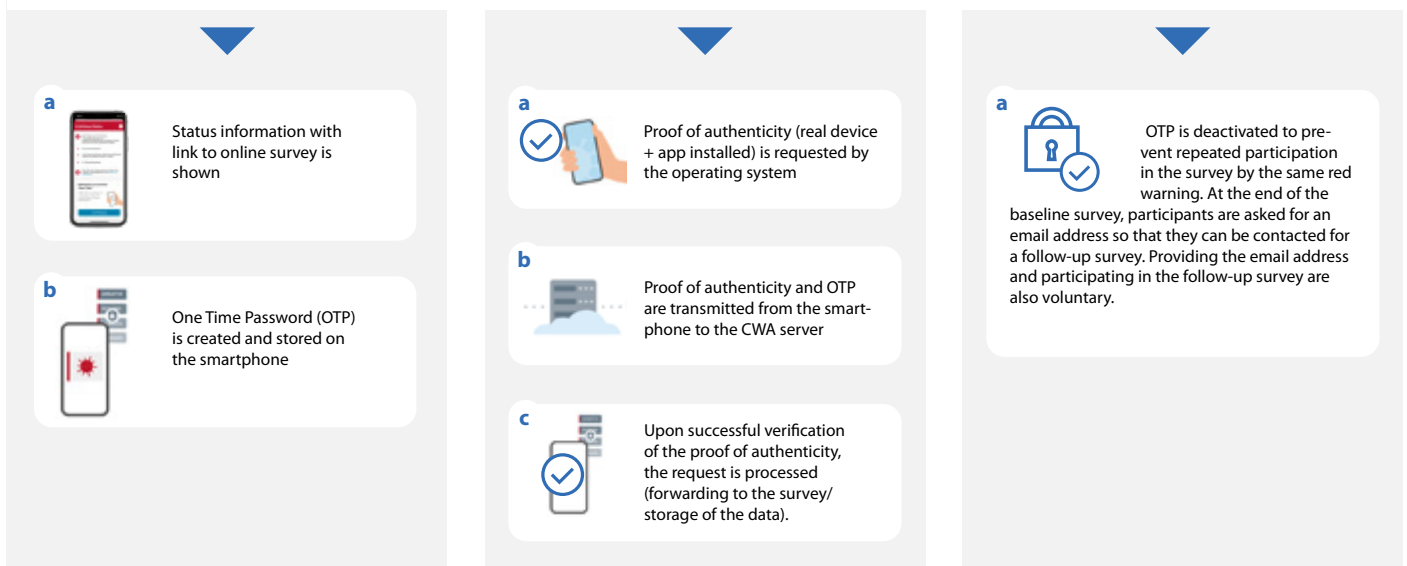 a
Status information with
link to online survey is
shown
b
One Time Password (OTP)
is created and stored on
the smartphone
a
Proof of authenticity (real device
+ app installed) is requested by
the operating system
b
Proof of authenticity and OTP
are transmitted from the smart-
phone to the CWA server
c
Upon successful verification
of the proof of authenticity,
the request is processed
(forwarding to the survey/
storage of the data).
a
OTP is deactivated to pre-
vent repeated participation
in the survey by the same red
warning. At the end of the
baseline survey, participants are asked for an
email address so that they can be contacted for
a follow-up survey. Providing the email address
and participating in the follow-up survey are
also voluntary.